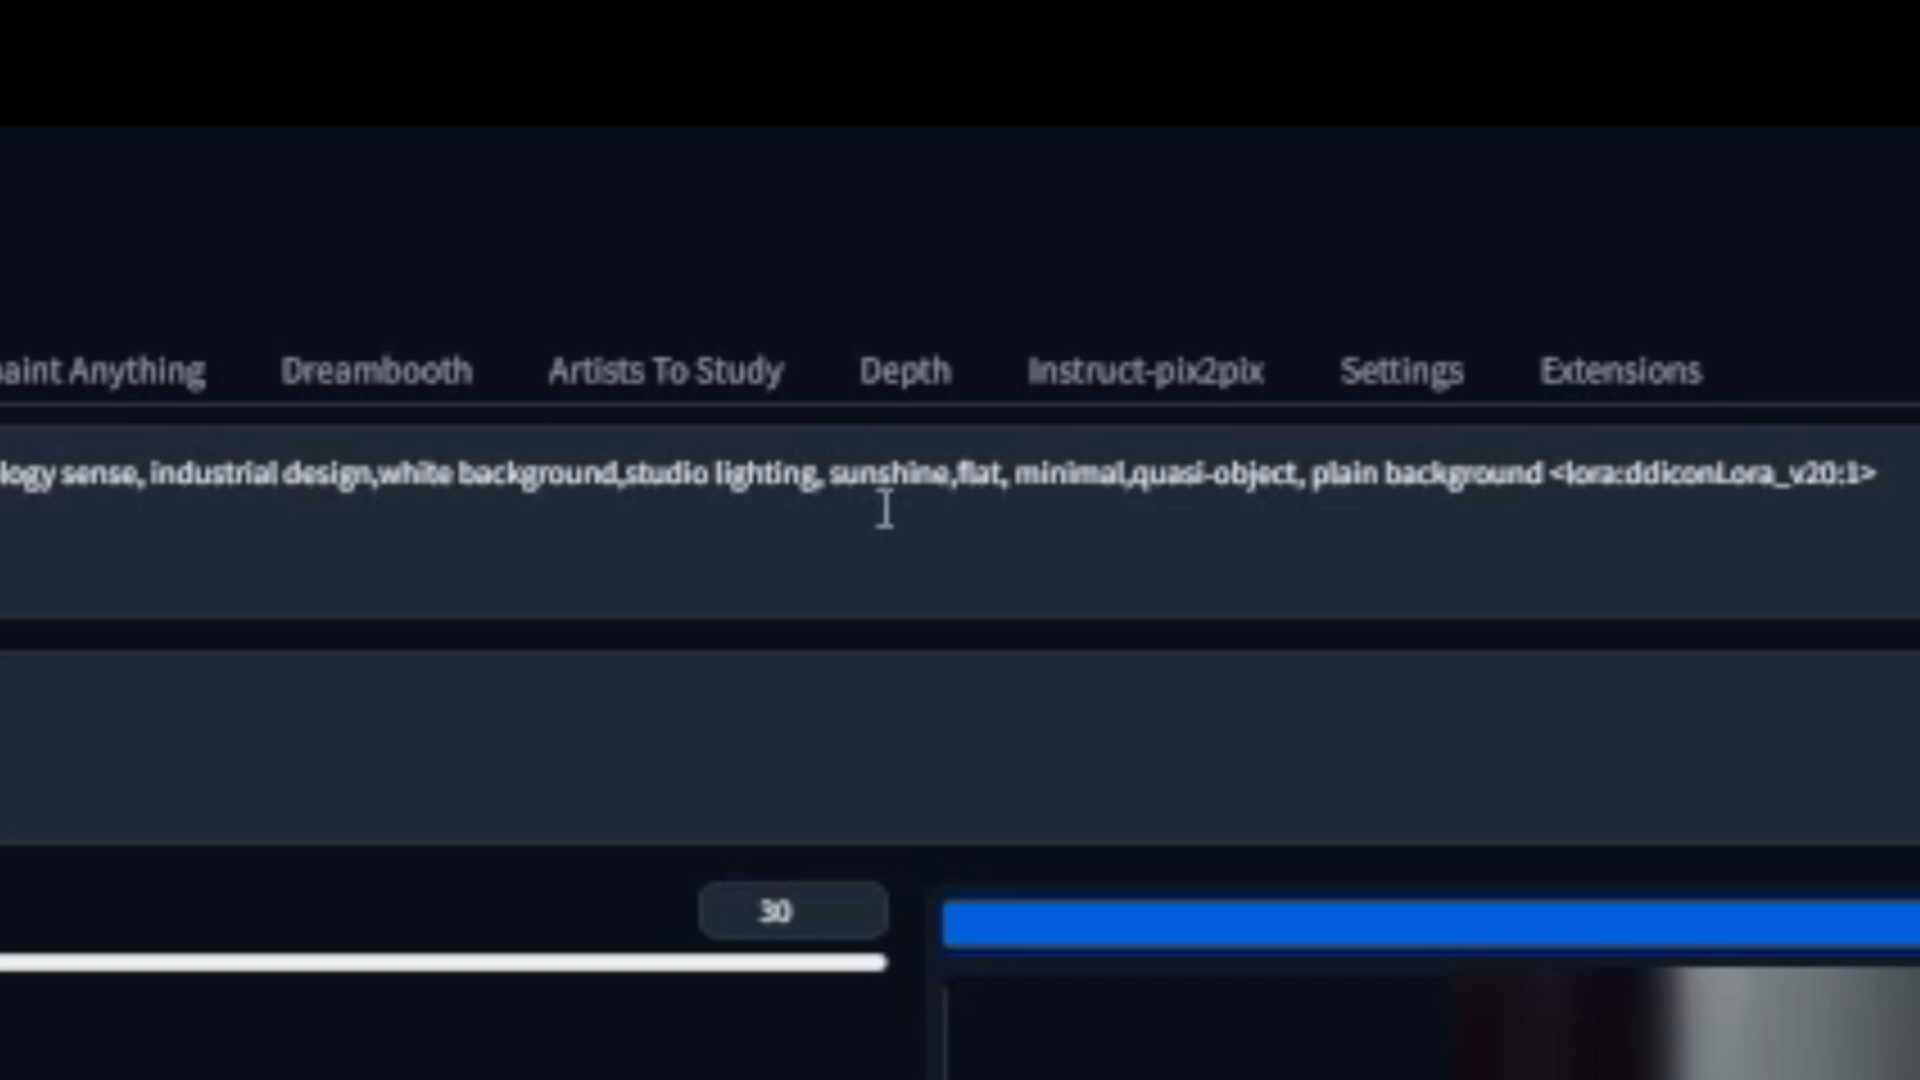 aint Anything Dreambooth Artists To Study Depth Instruct-pix2pix Settings Extensions
logy sense, industrial design,white background,studio lighting, sunshine,flat, minimal,quasi-object, plain background <lora:ddiconLora_v20:1>
30